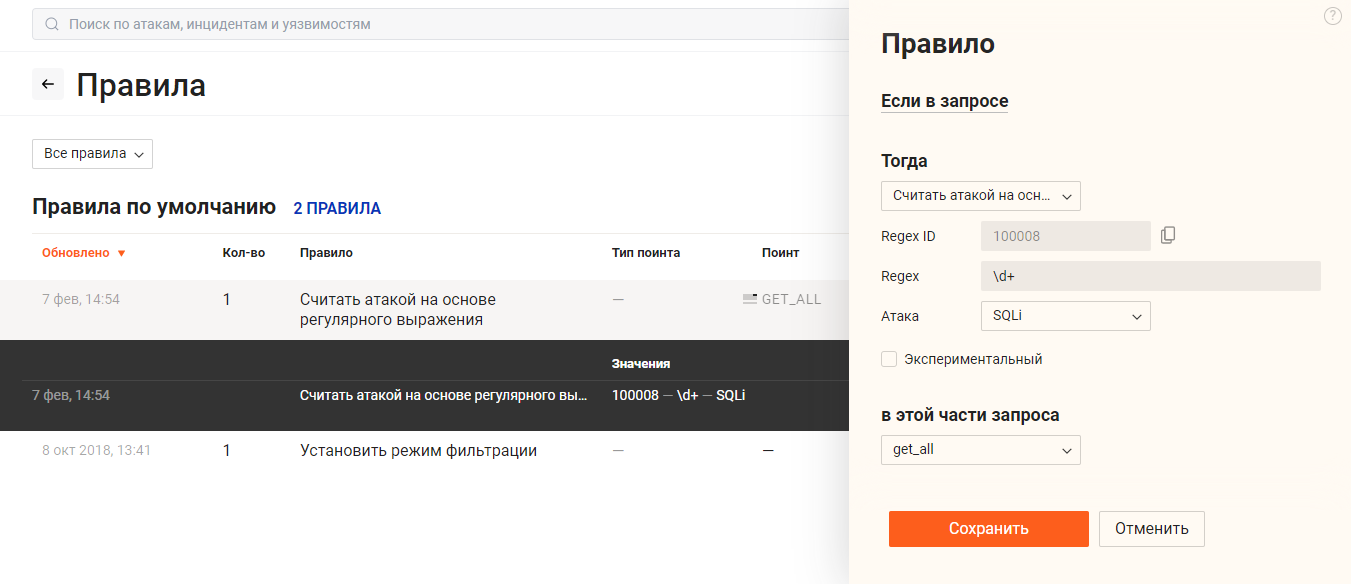 Поиск по атакам, инцидентам и уязвимостям
Правила
Все правила
Правила по умолчанию 2 ПРАВИЛА
Обновлено ▼ Кол-во Правило Тип поинта Поинт
7 фев, 14:54 1 Считать атакой на основе регулярного выражения — GET_ALL
Значения
7 фев, 14:54 Считать атакой на основе регулярного вы... 100008 — \d+ — SQLi
8 окт 2018, 13:41 1 Установить режим фильтрации — —
?
Правило
Если в запросе
Тогда
Считать атакой на осн...
Regex ID 100008
Regex \d+
Атака SQLi
Экспериментальный
в этой части запроса
get_all
Сохранить Отменить